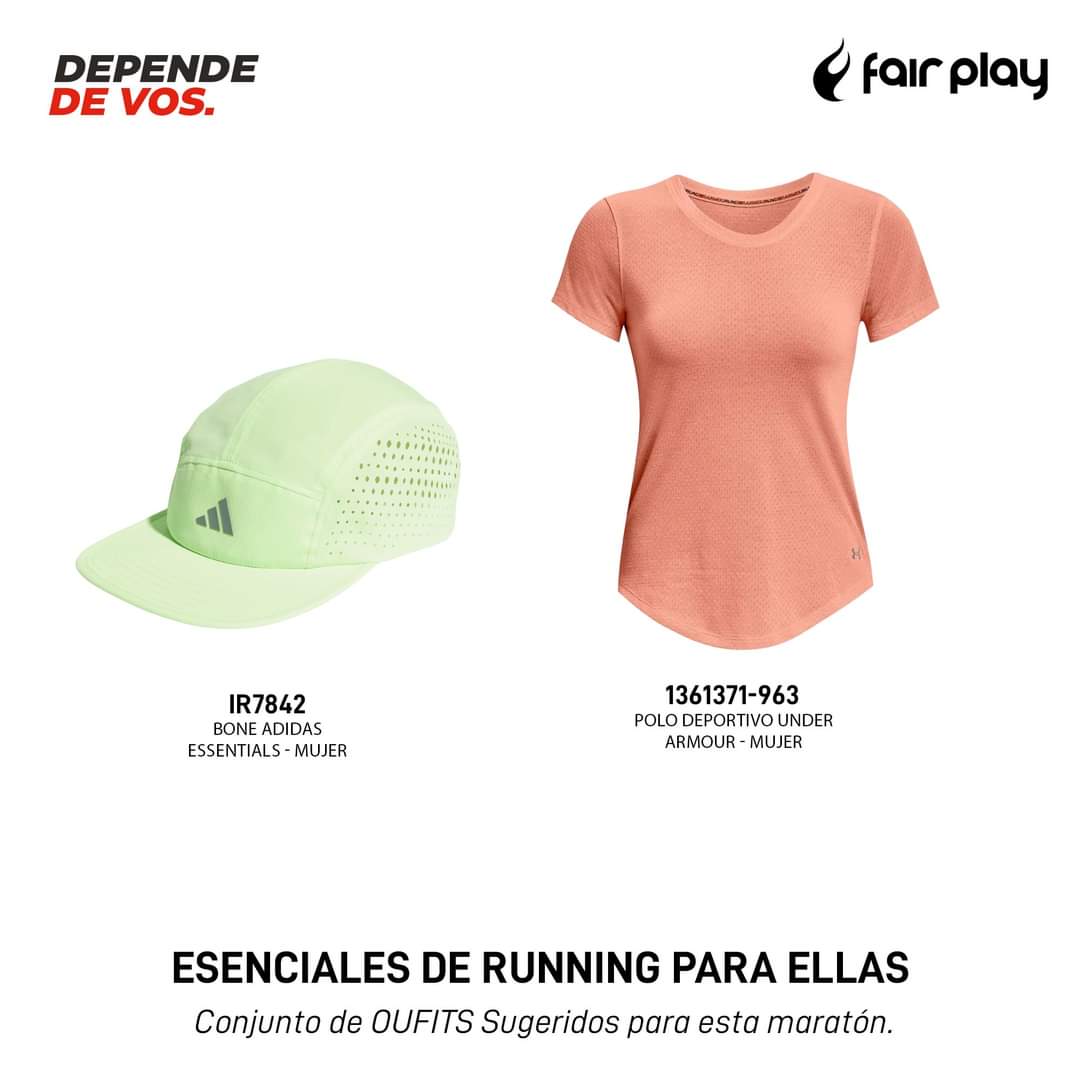 DEPENDE
DE VOS.
fair play
IR7842
BONE ADIDAS
ESSENTIALS - MUJER
1361371-963
POLO DEPORTIVO UNDER
ARMOUR - MUJER
ESENCIALES DE RUNNING PARA ELLAS
Conjunto de OUFITS Sugeridos para esta maratón.